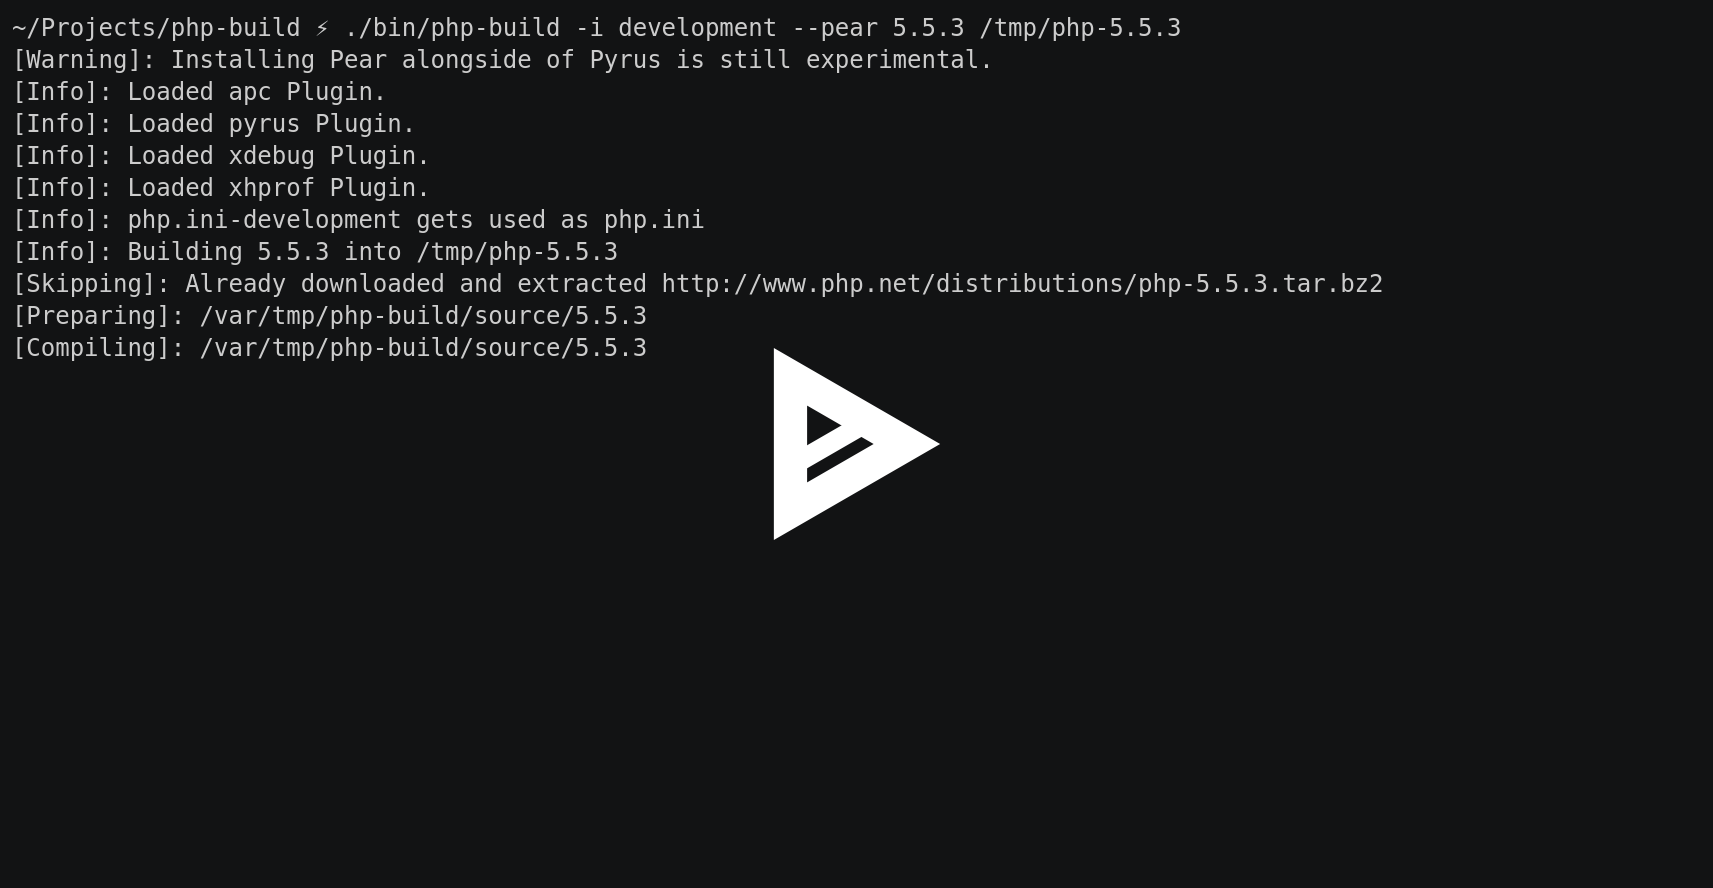 ~/Projects/php-build ⚡ ./bin/php-build -i development --pear 5.5.3 /tmp/php-5.5.3
[Warning]: Installing Pear alongside of Pyrus is still experimental.
[Info]: Loaded apc Plugin.
[Info]: Loaded pyrus Plugin.
[Info]: Loaded xdebug Plugin.
[Info]: Loaded xhprof Plugin.
[Info]: php.ini-development gets used as php.ini
[Info]: Building 5.5.3 into /tmp/php-5.5.3
[Skipping]: Already downloaded and extracted http://www.php.net/distributions/php-5.5.3.tar.bz2
[Preparing]: /var/tmp/php-build/source/5.5.3
[Compiling]: /var/tmp/php-build/source/5.5.3